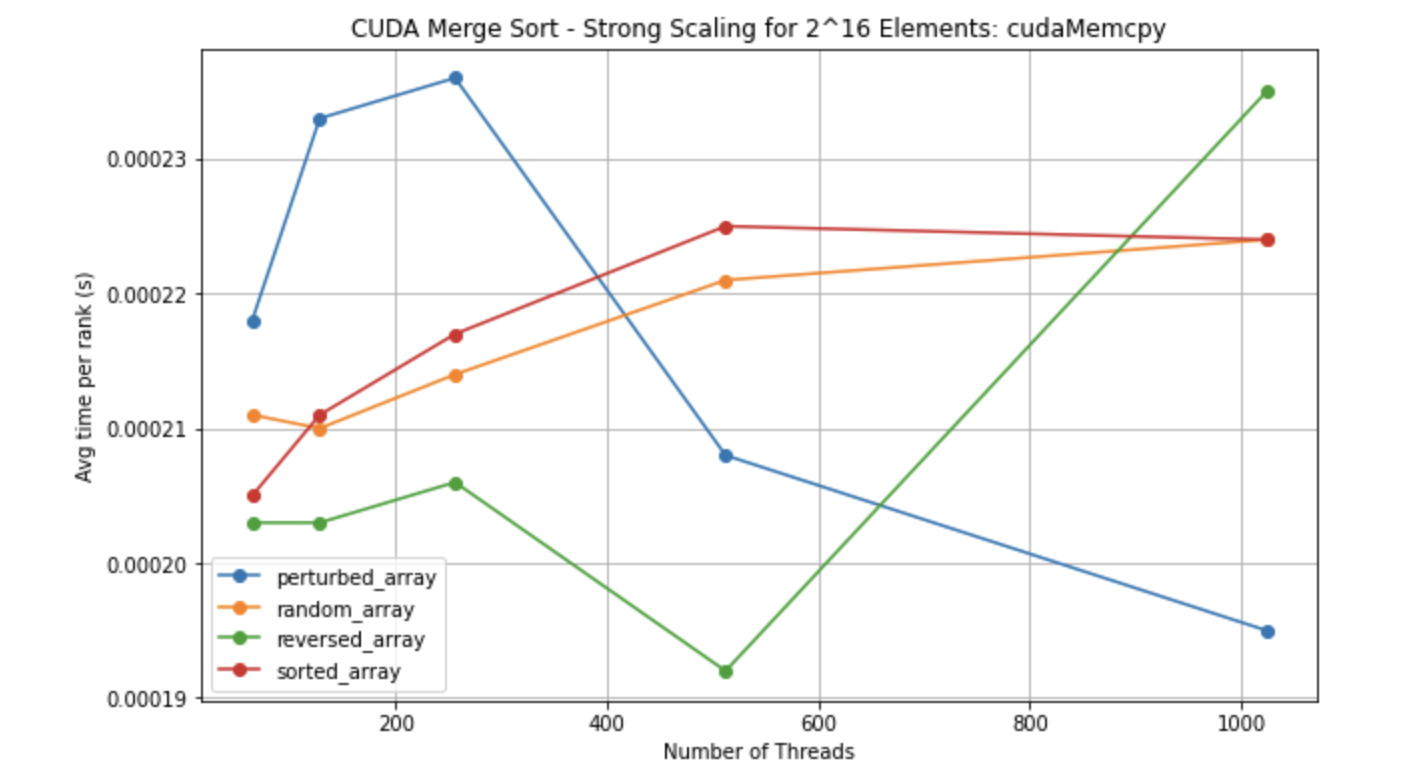 CUDA Merge Sort - Strong Scaling for 2^16 Elements: cudaMemcpy
Avg time per rank (s)
0.00023
0.00022
0.00021
0.00020
0.00019
perturbed_array
random_array
reversed_array
sorted_array
200 400 600 800 1000
Number of Threads